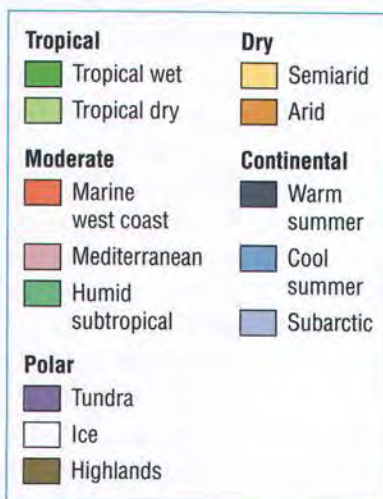 Tropical
Tropical wet
Tropical dry
Moderate
Marine
west coast
Mediterranean
Humid
subtropical
Polar
Tundra
Ice
Highlands
Dry
Semiarid
Arid
Continental
Warm
summer
Cool
summer
Subarctic